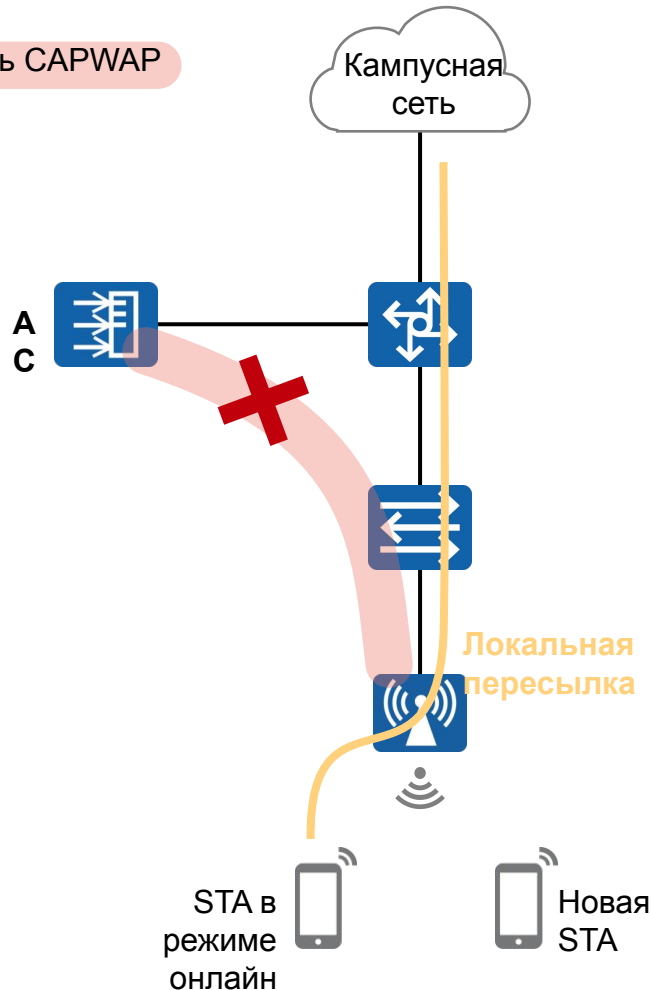 ь CAPWAP
Кампусная
сеть
A
C
Локальная
пересылка
STA в
режиме
онлайн
Новая
STA